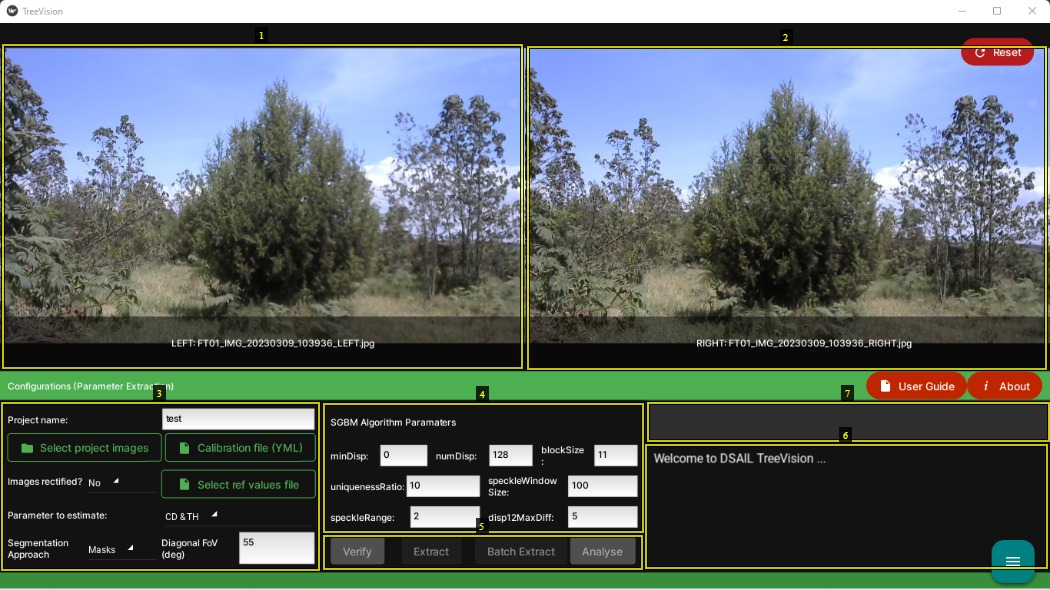 TreeVision
1
2
Reset
LEFT: FT01_IMG_20230309_103936_LEFT.jpg
RIGHT: FT01_IMG_20230309_103936_RIGHT.jpg
Configurations (Parameter Extraction)
User Guide
About
3
4
7
Project name:
test
Select project images
Calibration file (YML)
Images rectified?
No
Select ref values file
Parameter to estimate:
CD & TH
Segmentation
Approach
Masks
Diagonal FoV
(deg)
55
SGBM Algorithm Paramaters
minDisp:
0
numDisp:
128
blockSize
:
11
uniquenessRatio:
10
speckleWindow
Size:
100
speckleRange:
2
disp12MaxDiff:
5
5
Verify
Extract
Batch Extract
Analyse
6
Welcome to DSAIL TreeVision ...